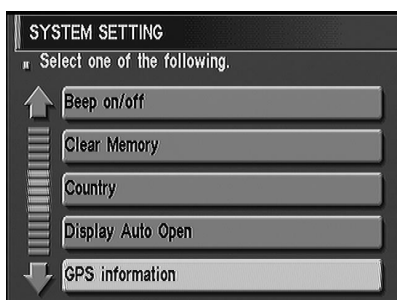 SYSTEM SETTING
Select one of the following.
Beep on/off
Clear Memory
Country
Display Auto Open
GPS information